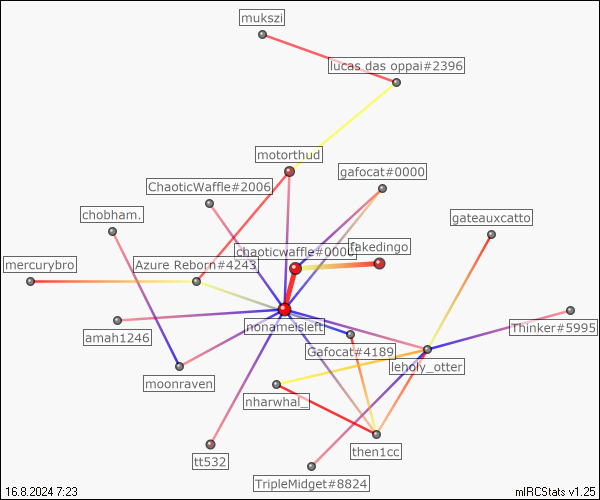 mukszi
lucas das oppai#2396
motorthud
gafocat#0000
ChaoticWaffle#2006
chobham.
gateauxcatto
chaoticwaffle#0000
fakedingo
mercurybro
Azure Reborn#4243
nonameisleft
Thinker#5995
amah1246
Gafocat#4189
leholy_otter
moonraven
nharwhal_
then1cc
tt532
TripleMidget#8824
16.8.2024 7:23
mIRCStats v1.25